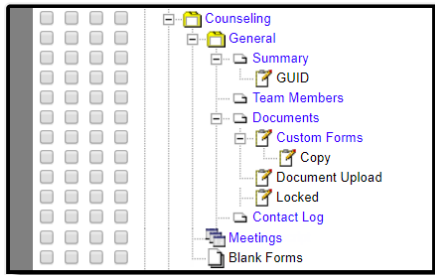 Counseling
General
Summary
GUID
Team Members
Documents
Custom Forms
Copy
Document Upload
Locked
Contact Log
Meetings
Blank Forms